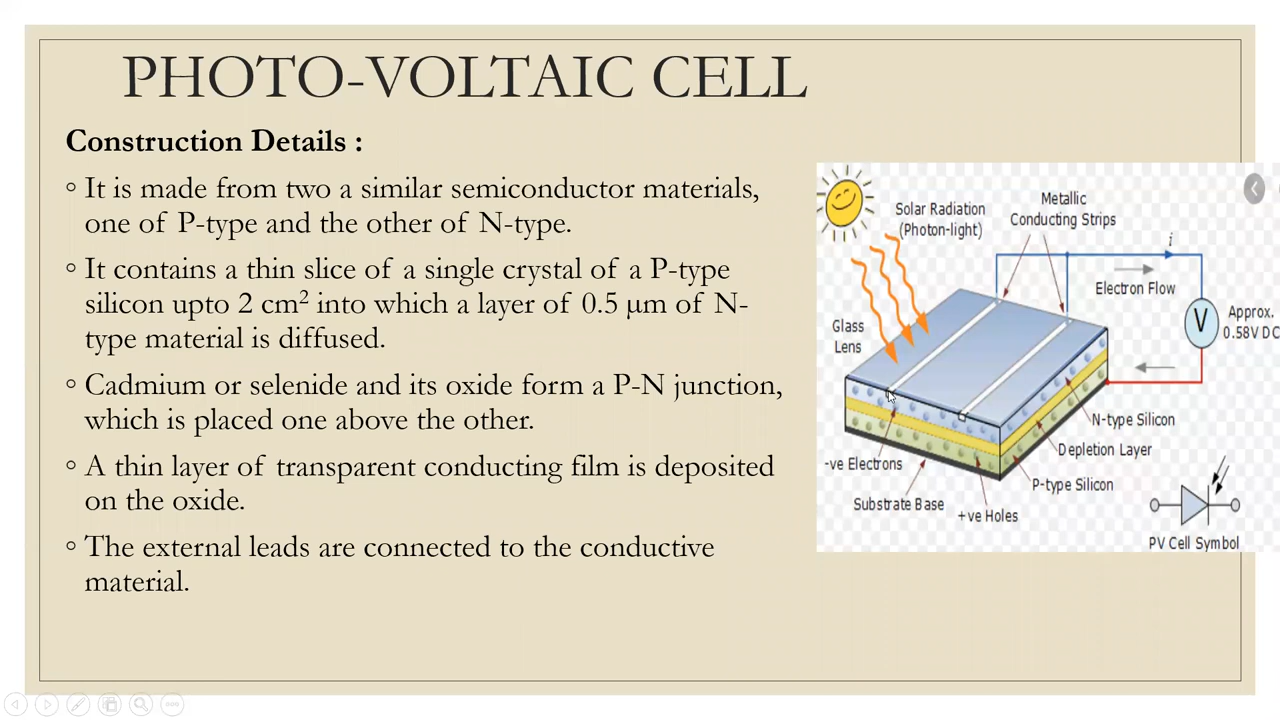 PHOTO-VOLTAIC CELL
Construction Details :
◦ It is made from two a similar semiconductor materials,
one of P-type and the other of N-type.
◦ It contains a thin slice of a single crystal of a P-type
silicon upto 2 cm² into which a layer of 0.5 μm of N-
type material is diffused.
◦ Cadmium or selenide and its oxide form a P-N junction,
which is placed one above the other.
◦ A thin layer of transparent conducting film is deposited
on the oxide.
◦ The external leads are connected to the conductive
material.
Solar Radiation
(Photon-light)
Metallic
Conducting Strips
i
Electron Flow
Glass
Lens
V
Approx.
0.58V DC
N-type Silicon
Depletion Layer
P-type Silicon
-ve Electrons
Substrate Base
+ve Holes
PV Cell Symbol